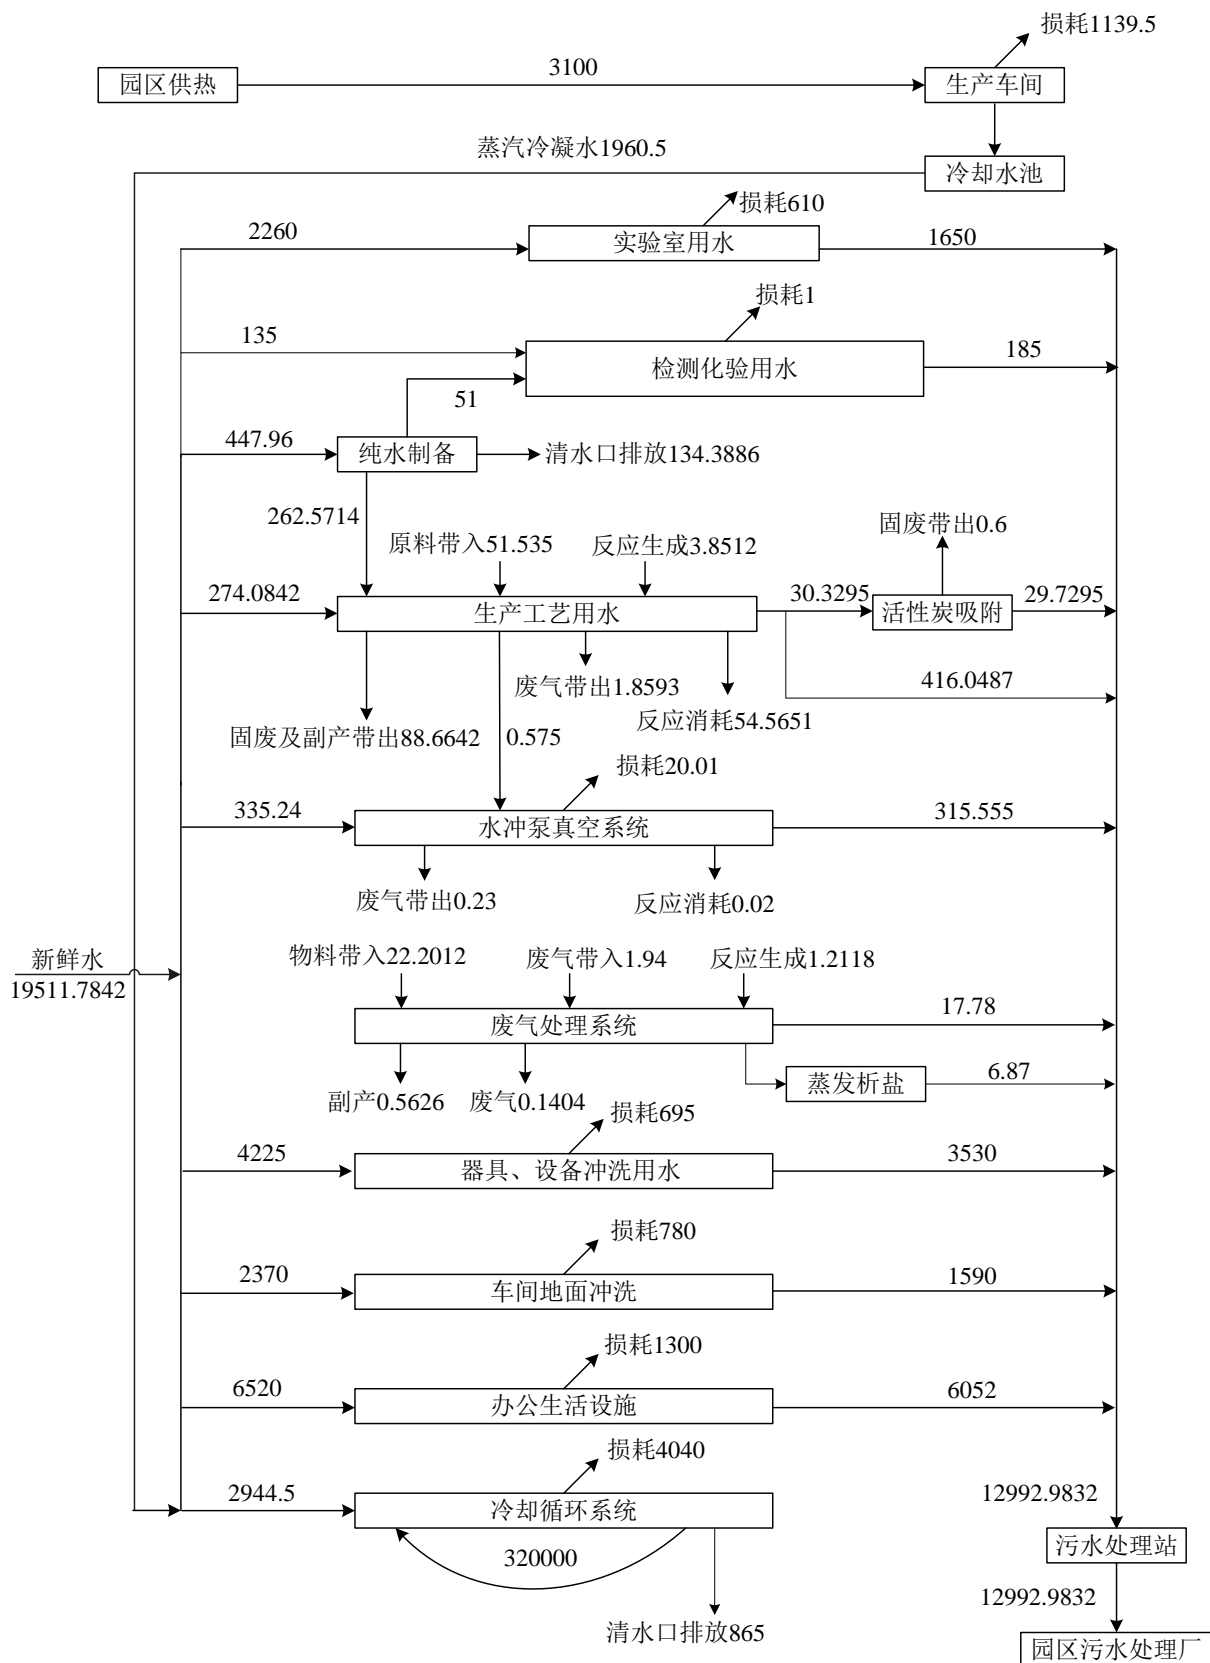 损耗1139.5
园区供热
3100
生产车间
蒸汽冷凝水1960.5
冷却水池
损耗610
2260
实验室用水
1650
损耗1
135
检测化验用水
185
51
447.96
纯水制备
清水口排放134.3886
262.5714
原料带入51.535
反应生成3.8512
固废带出0.6
274.0842
生产工艺用水
30.3295
活性炭吸附
29.7295
废气带出1.8593
416.0487
固废及副产带出88.6642
0.575
反应消耗54.5651
损耗20.01
335.24
水冲泵真空系统
315.555
废气带出0.23
反应消耗0.02
新鲜水
19511.7842
物料带入22.2012
废气带入1.94
反应生成1.2118
废气处理系统
17.78
副产0.5626
废气0.1404
蒸发析盐
6.87
损耗695
4225
器具、设备冲洗用水
3530
损耗780
2370
车间地面冲洗
1590
损耗1300
6520
办公生活设施
6052
损耗4040
2944.5
冷却循环系统
12992.9832
320000
污水处理站
12992.9832
清水口排放865
园区污水处理厂